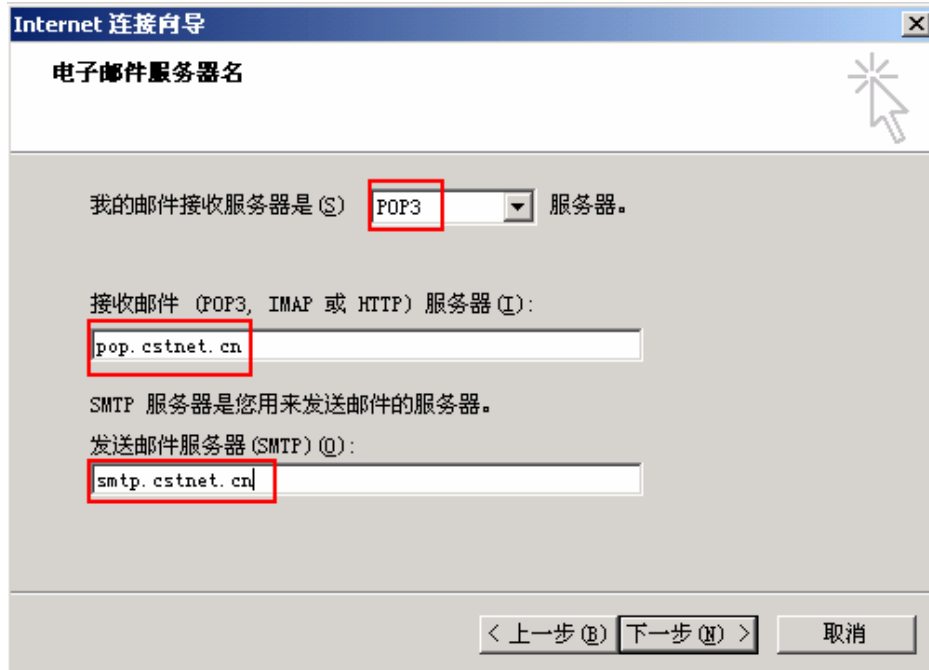 Internet 连接向导
电子邮件服务器名
我的邮件接收服务器是(S) POP3 服务器。
接收邮件 (POP3, IMAP 或 HTTP) 服务器(I):
pop.cstnet.cn
SMTP 服务器是您用来发送邮件的服务器。
发送邮件服务器(SMTP)(O):
smtp.cstnet.cn
< 上一步(B) 下一步(N) > 取消